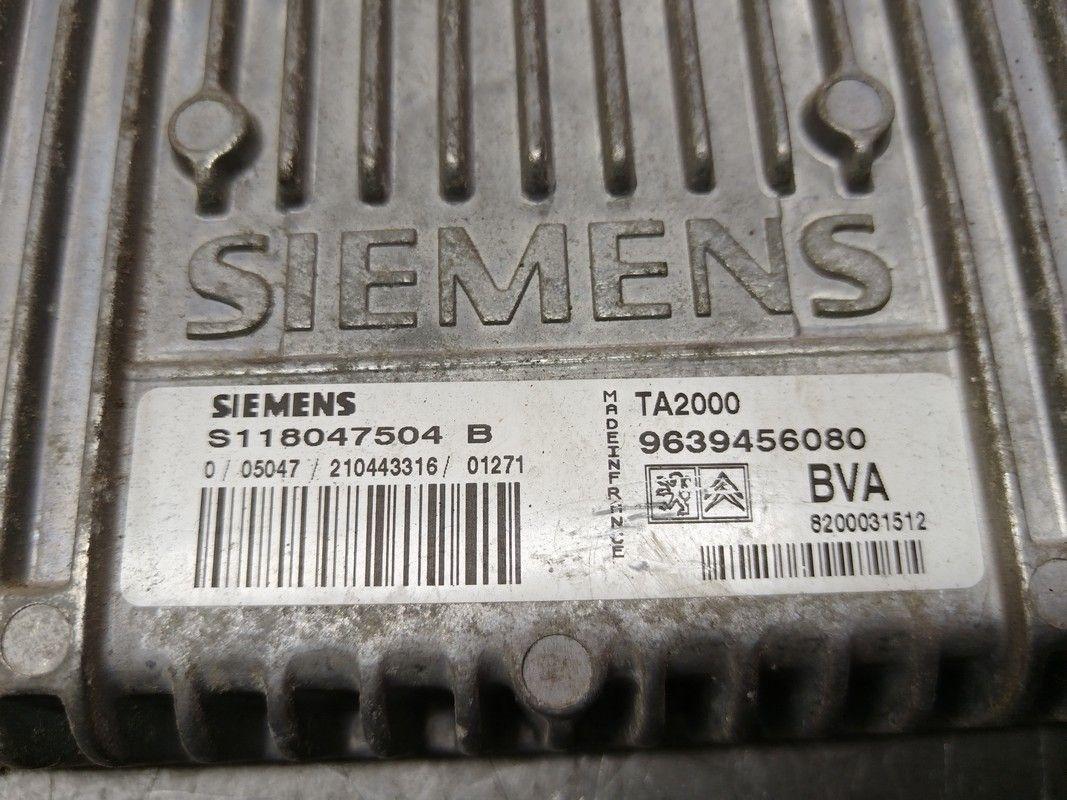 SIEMENS
SIEMENS
S118047504 B
0 / 05047 / 210443316 / 01271
MADEINFRANCE
TA2000
9639456080
BVA
8200031512